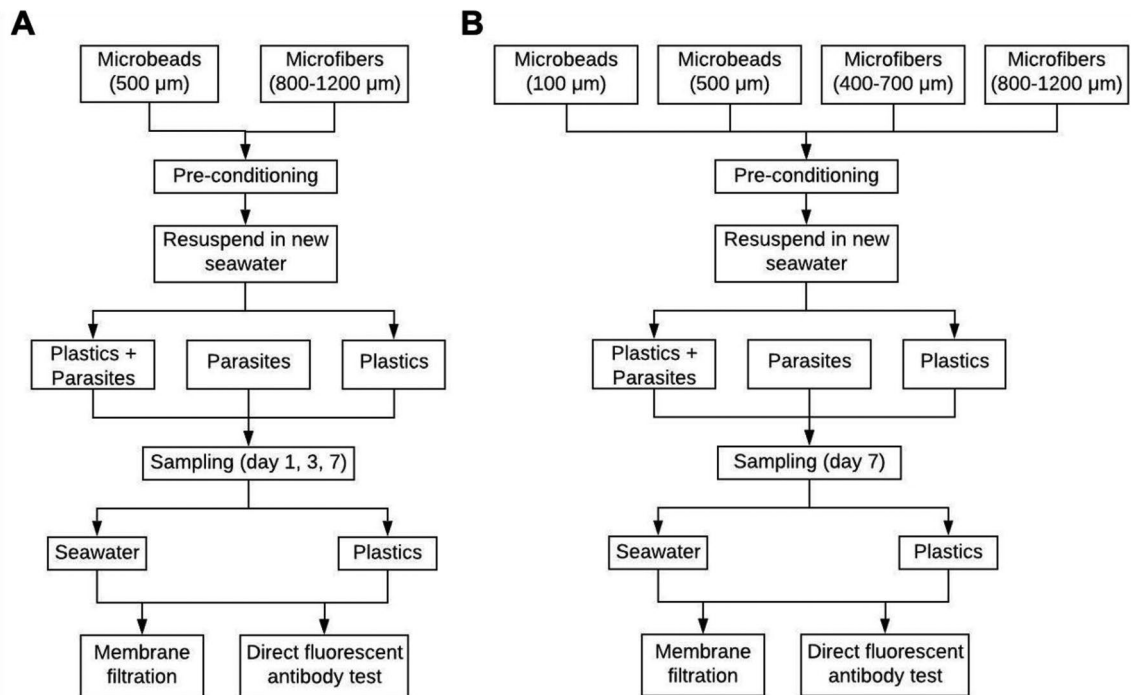 A
Microbeads
(500 µm)
Microfibers
(800-1200 µm)
Pre-conditioning
Resuspend in new
seawater
Plastics +
Parasites
Parasites
Plastics
Sampling (day 1, 3, 7)
Seawater
Plastics
Membrane
filtration
Direct fluorescent
antibody test
B
Microbeads
(100 µm)
Microbeads
(500 µm)
Microfibers
(400-700 µm)
Microfibers
(800-1200 µm)
Pre-conditioning
Resuspend in new
seawater
Plastics +
Parasites
Parasites
Plastics
Sampling (day 7)
Seawater
Plastics
Membrane
filtration
Direct fluorescent
antibody test